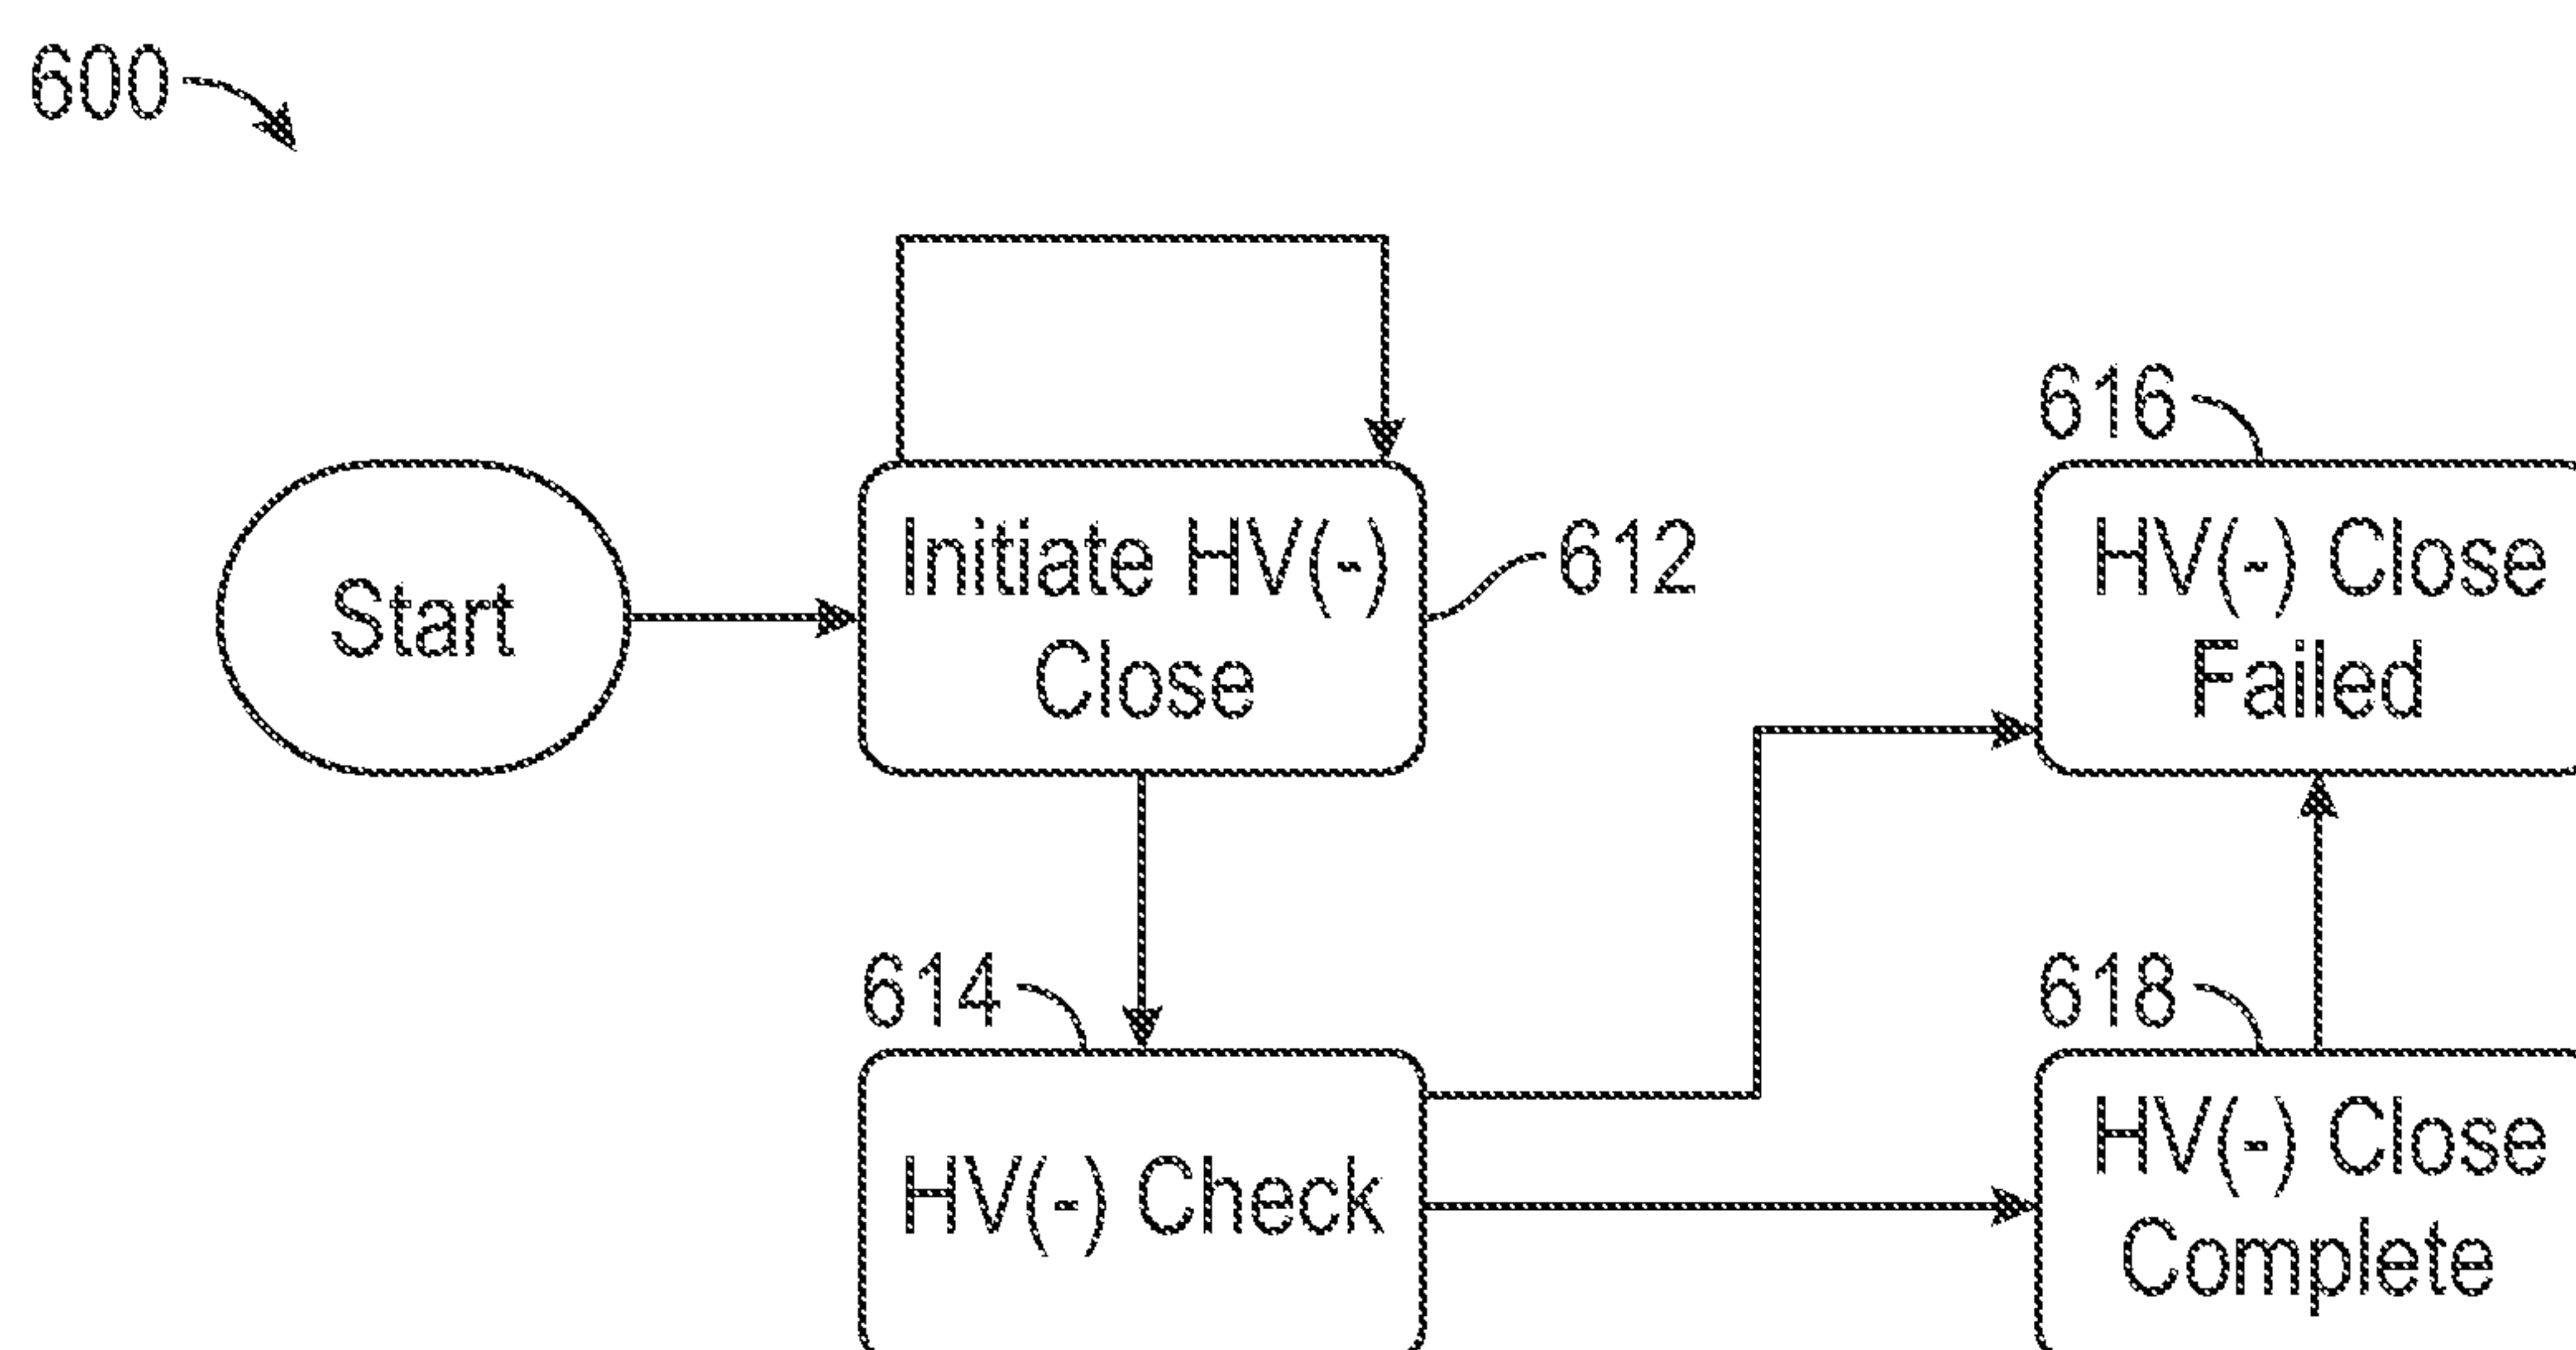 600
Start
Initiate HV(-)
Close
612
616
HV(-) Close
Failed
614
HV(-) Check
618
HV(-) Close
Complete